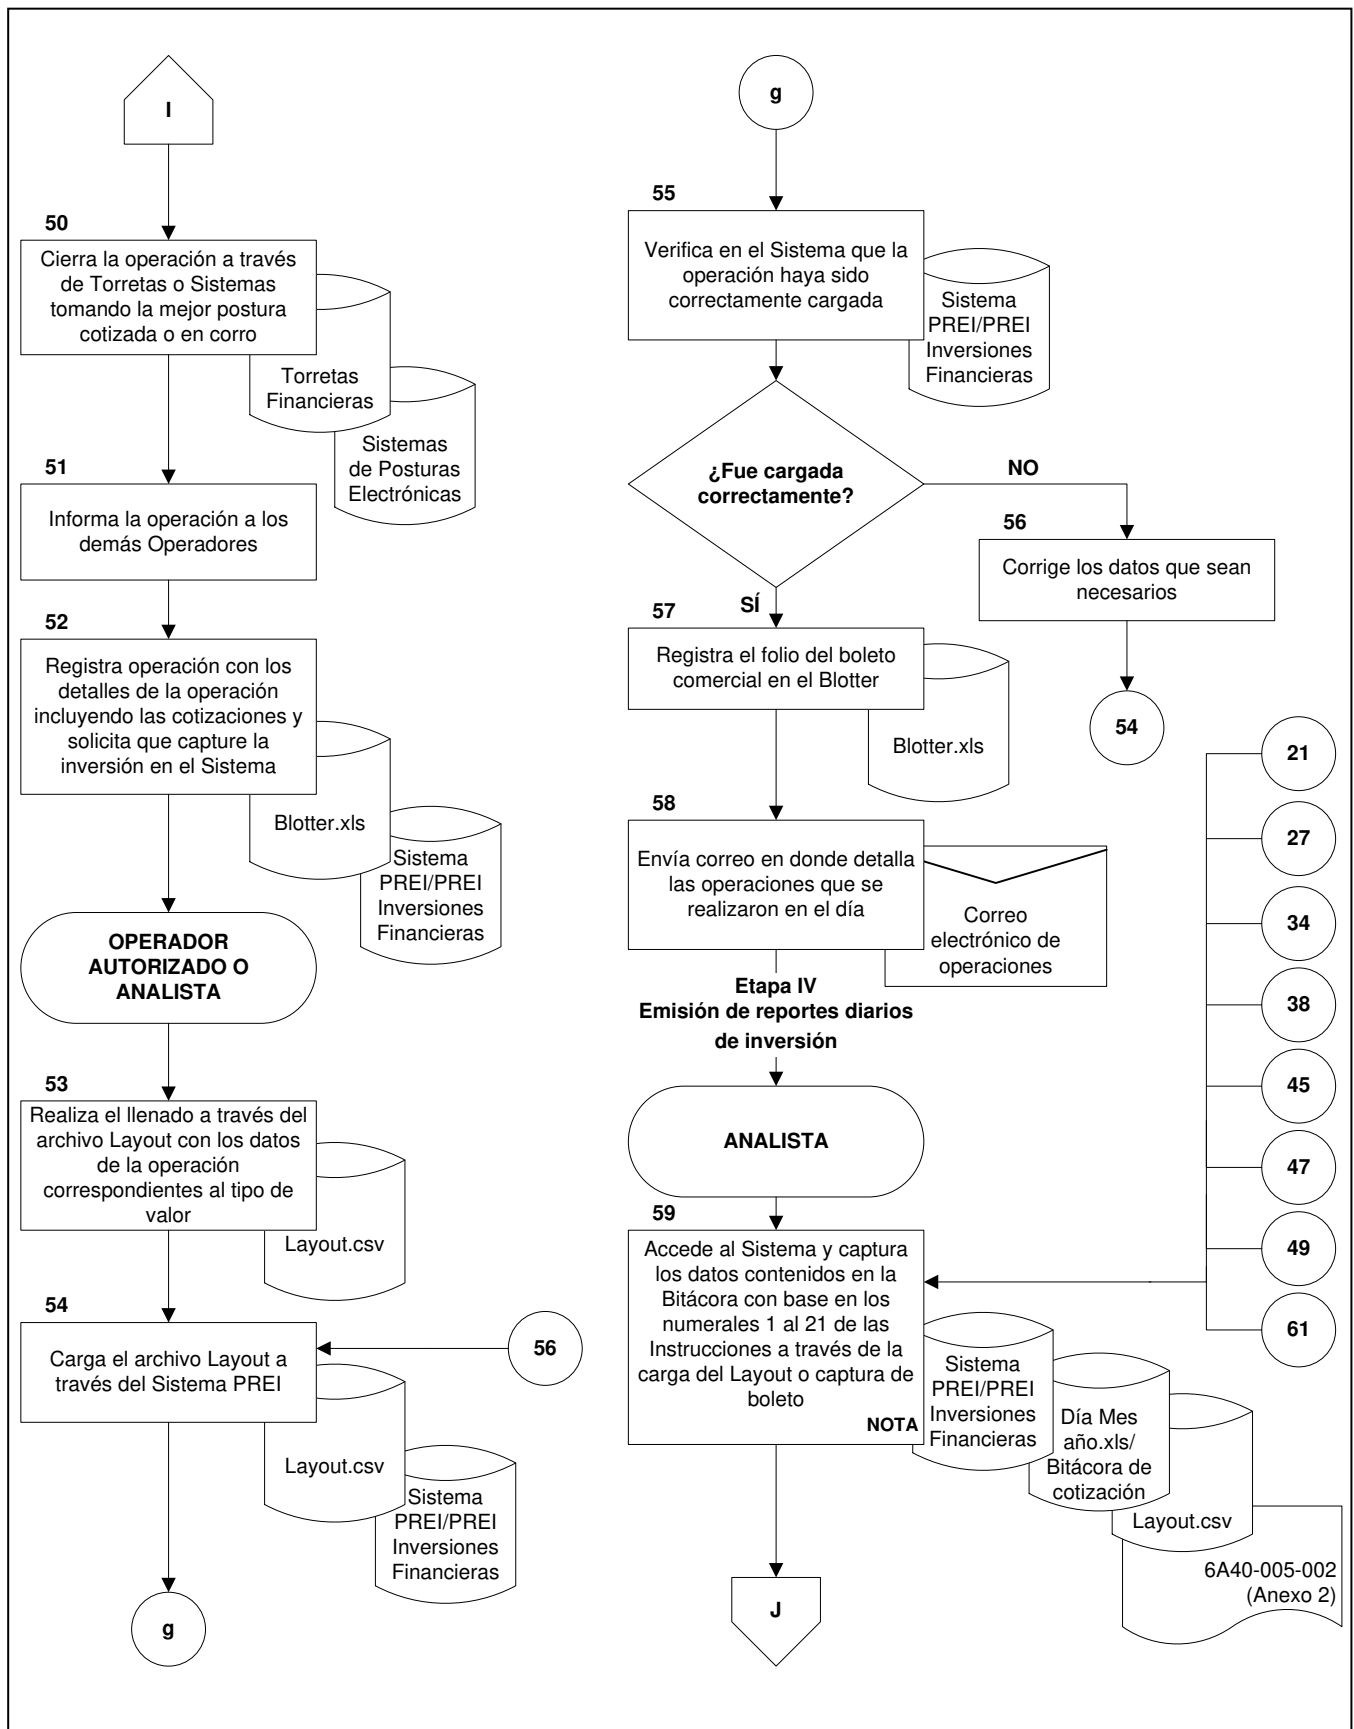 I
50
Cierra la operación a través
de Torretas o Sistemas
tomando la mejor postura
cotizada o en corro
Torretas
Financieras
Sistemas
de Posturas
Electrónicas
51
Informa la operación a los
demás Operadores
52
Registra operación con los
detalles de la operación
incluyendo las cotizaciones y
solicita que capture la
inversión en el Sistema
Blotter.xls
Sistema
PREI/PREI
Inversiones
Financieras
OPERADOR
AUTORIZADO O
ANALISTA
53
Realiza el llenado a través del
archivo Layout con los datos
de la operación
correspondientes al tipo de
valor
Layout.csv
54
Carga el archivo Layout a
través del Sistema PREI
56
Layout.csv
Sistema
PREI/PREI
Inversiones
Financieras
g
g
55
Verifica en el Sistema que la
operación haya sido
correctamente cargada
Sistema
PREI/PREI
Inversiones
Financieras
¿Fue cargada
correctamente?
NO
56
Corrige los datos que sean
necesarios
54
SÍ
57
Registra el folio del boleto
comercial en el Blotter
Blotter.xls
58
Envía correo en donde detalla
las operaciones que se
realizaron en el día
Correo
electrónico de
operaciones
Etapa IV
Emisión de reportes diarios
de inversión
ANALISTA
59
Accede al Sistema y captura
los datos contenidos en la
Bitácora con base en los
numerales 1 al 21 de las
Instrucciones a través de la
carga del Layout o captura de
boleto
NOTA
Sistema
PREI/PREI
Inversiones
Financieras
Día Mes
año.xls/
Bitácora de
cotización
Layout.csv
6A40-005-002
(Anexo 2)
J
21
27
34
38
45
47
49
61